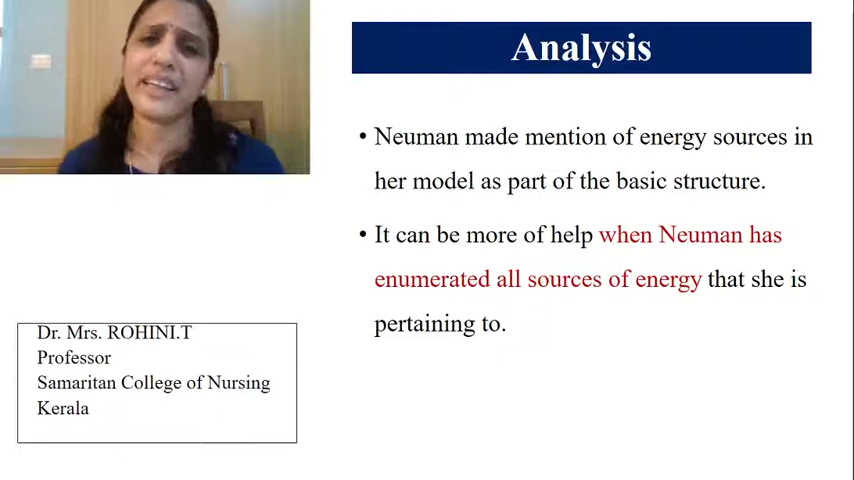 Analysis
• Neuman made mention of energy sources in
her model as part of the basic structure.
• It can be more of help when Neuman has
enumerated all sources of energy that she is
pertaining to.
Dr. Mrs. ROHINI.T
Professor
Samaritan College of Nursing
Kerala